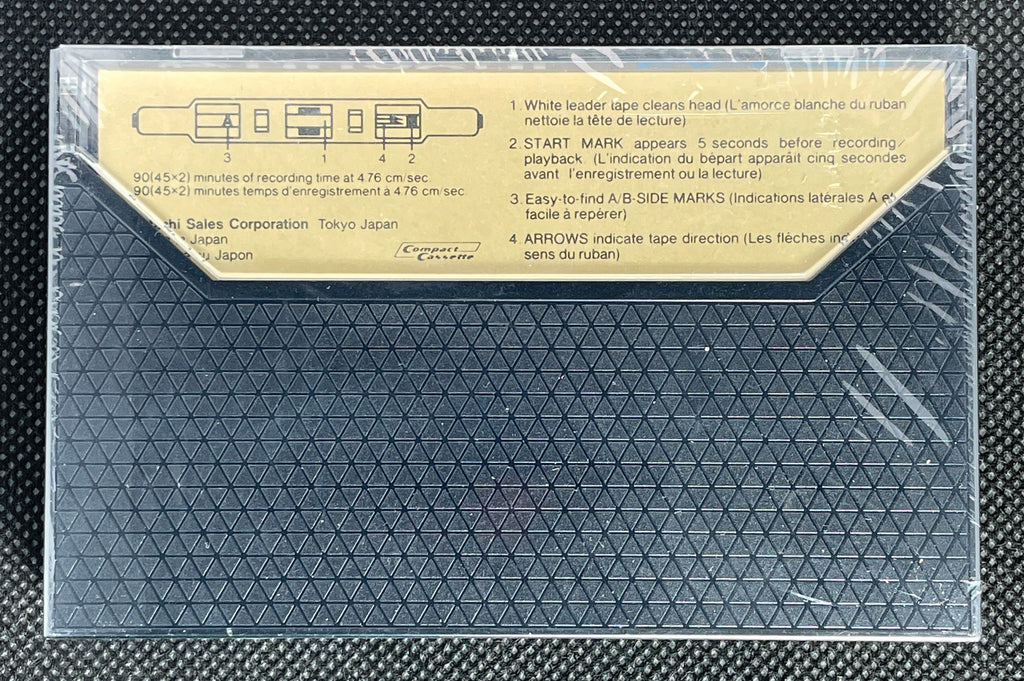 A
3 1 4 2
90(45×2) minutes of recording time at 4.76 cm/sec.
90(45×2) minutes temps d'enregistrement à 4.76 cm/sec.
Sales Corporation Tokyo Japan
Japan
Japon
Compact
Cassette
1. White leader tape cleans head (L'amorce blanche du ruban
nettoie la tête de lecture)
2. START MARK appears 5 seconds before recording/
playback. (L'indication du bépart apparâit cinq secondes
avant l'enregistrement ou la lecture)
3. Easy-to-find A/B-SIDE MARKS (Indications latérales A et
facile à repérer)
4. ARROWS indicate tape direction (Les fléches
sens du ruban)